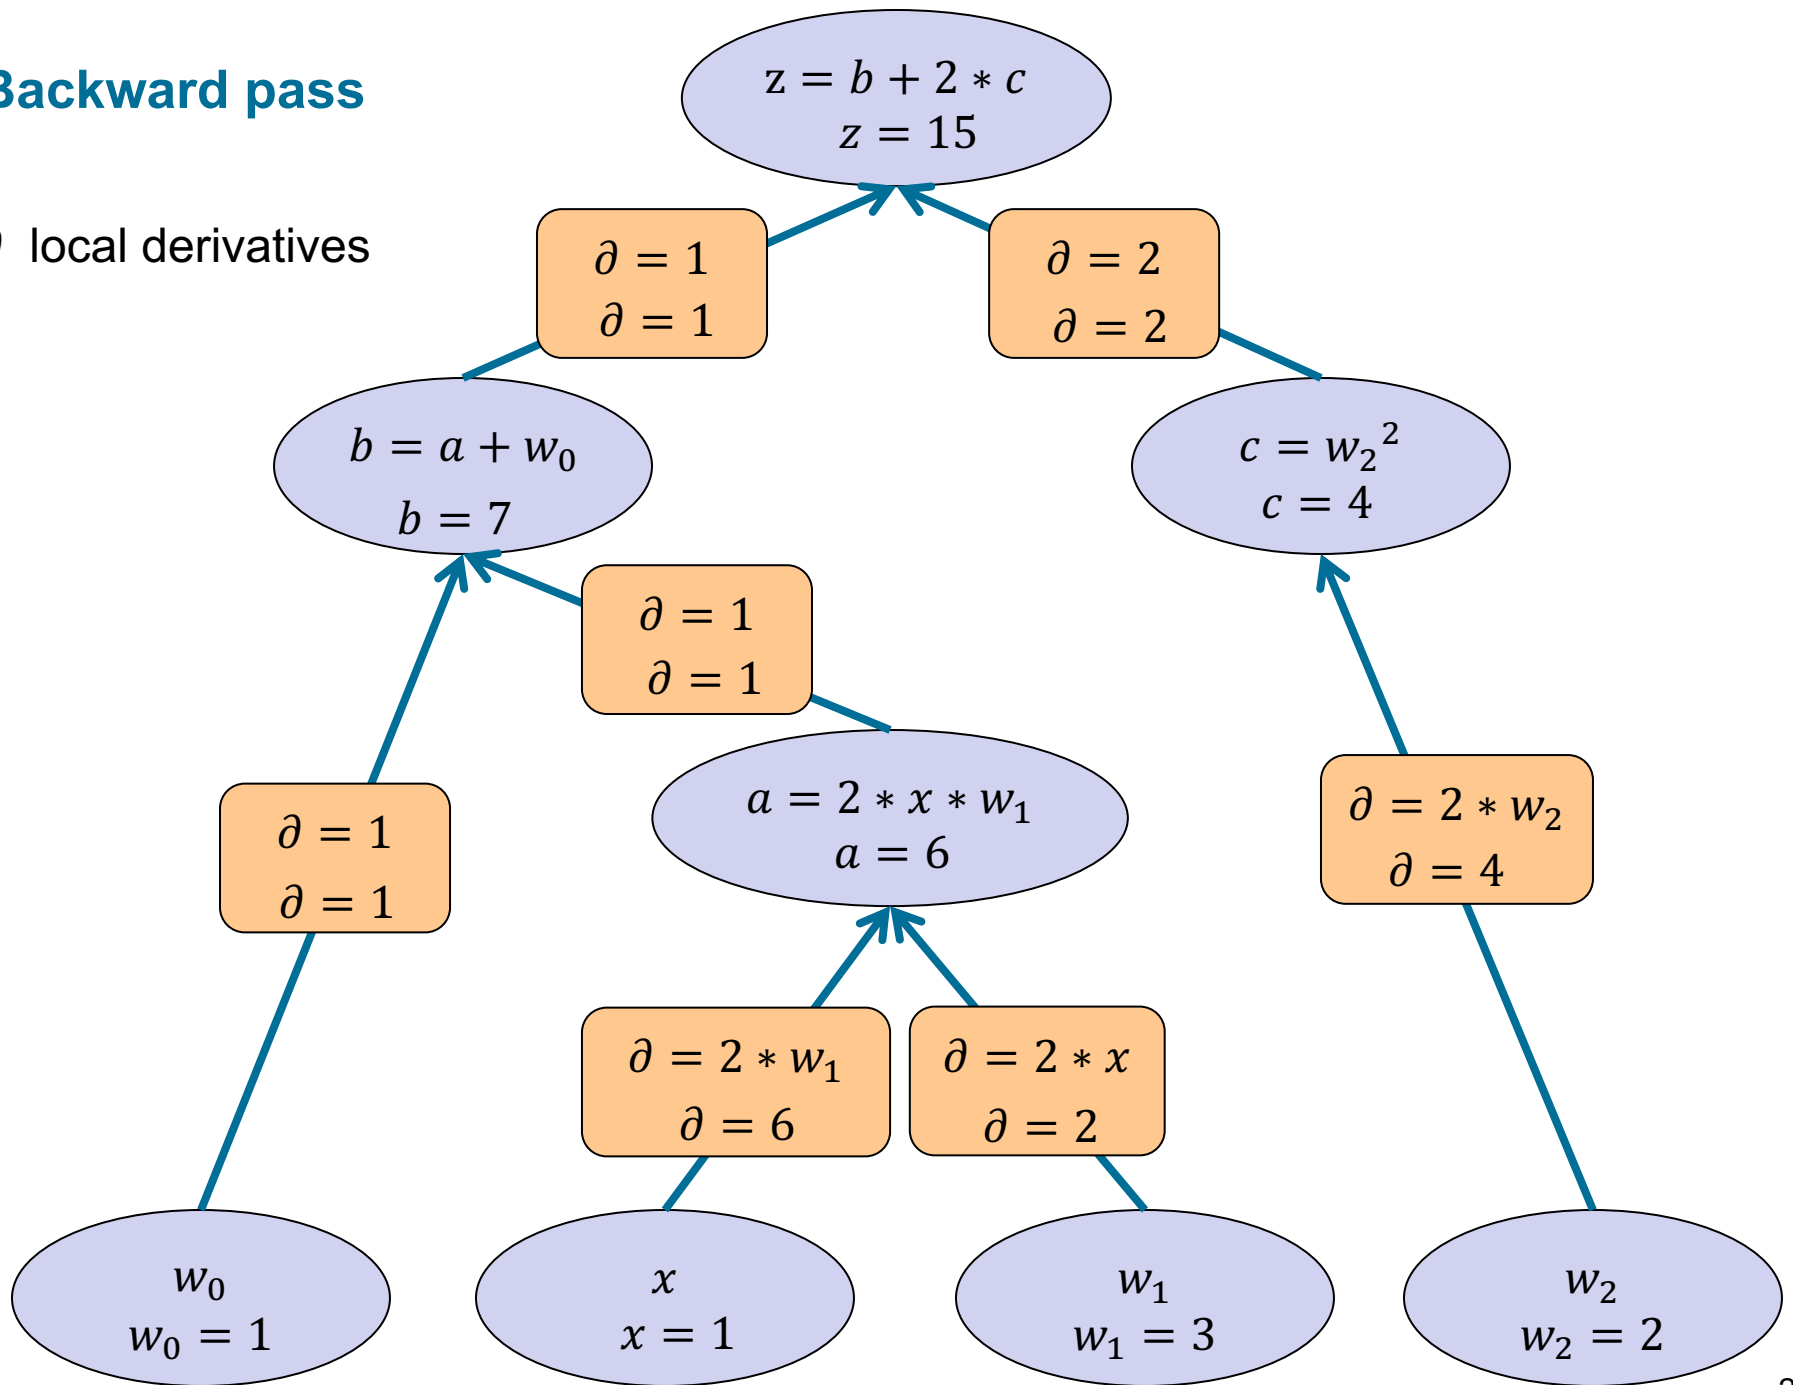 Backward pass
z = b + 2 ∗ c
z = 15
∂ local derivatives
∂ = 1
∂ = 1
∂ = 2
∂ = 2
b = a + w₀
b = 7
c = w₂²
c = 4
∂ = 1
∂ = 1
∂ = 1
∂ = 1
a = 2 ∗ x ∗ w₁
a = 6
∂ = 2 ∗ w₂
∂ = 4
∂ = 2 ∗ w₁
∂ = 6
∂ = 2 ∗ x
∂ = 2
w₀
w₀ = 1
x
x = 1
w₁
w₁ = 3
w₂
w₂ = 2